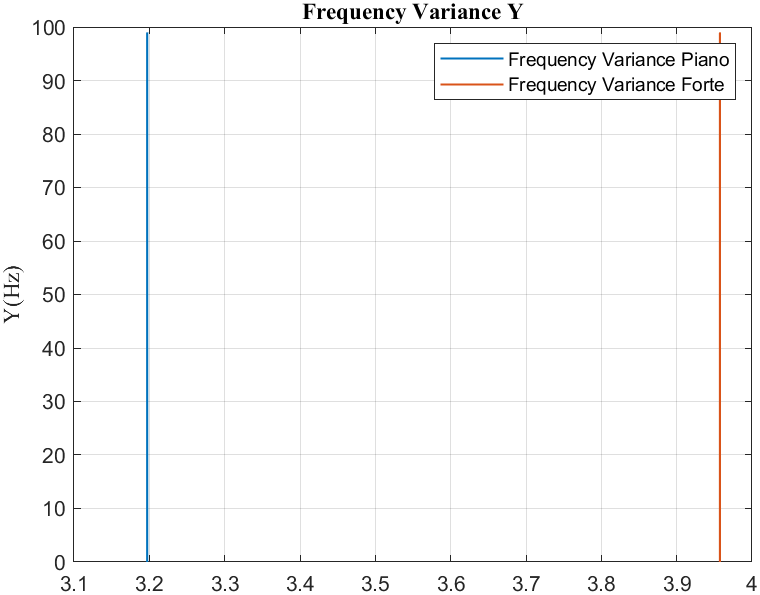 Frequency Variance Y
Frequency Variance Piano
Frequency Variance Forte
Y(Hz)
100
90
80
70
60
50
40
30
20
10
0
3.1 3.2 3.3 3.4 3.5 3.6 3.7 3.8 3.9 4